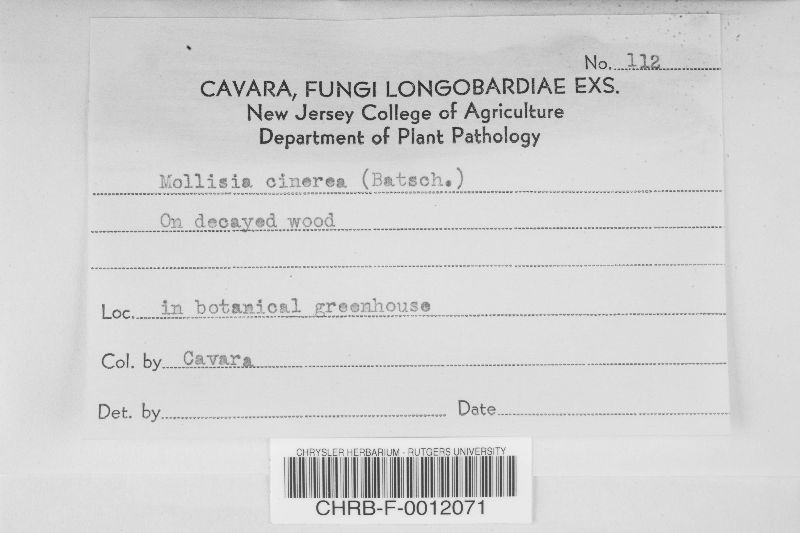 No. 112
CAVARA, FUNGI LONGOBARDIAE EXS.
New Jersey College of Agriculture
Department of Plant Pathology
Mollisia cinerea (Batsch.)
On decayed wood
Loc. in botanical greenhouse
Col. by Cavara
Det. by Date
CHRYSLER HERBARIUM - RUTGERS UNIVERSITY
CHRB-F-0012071